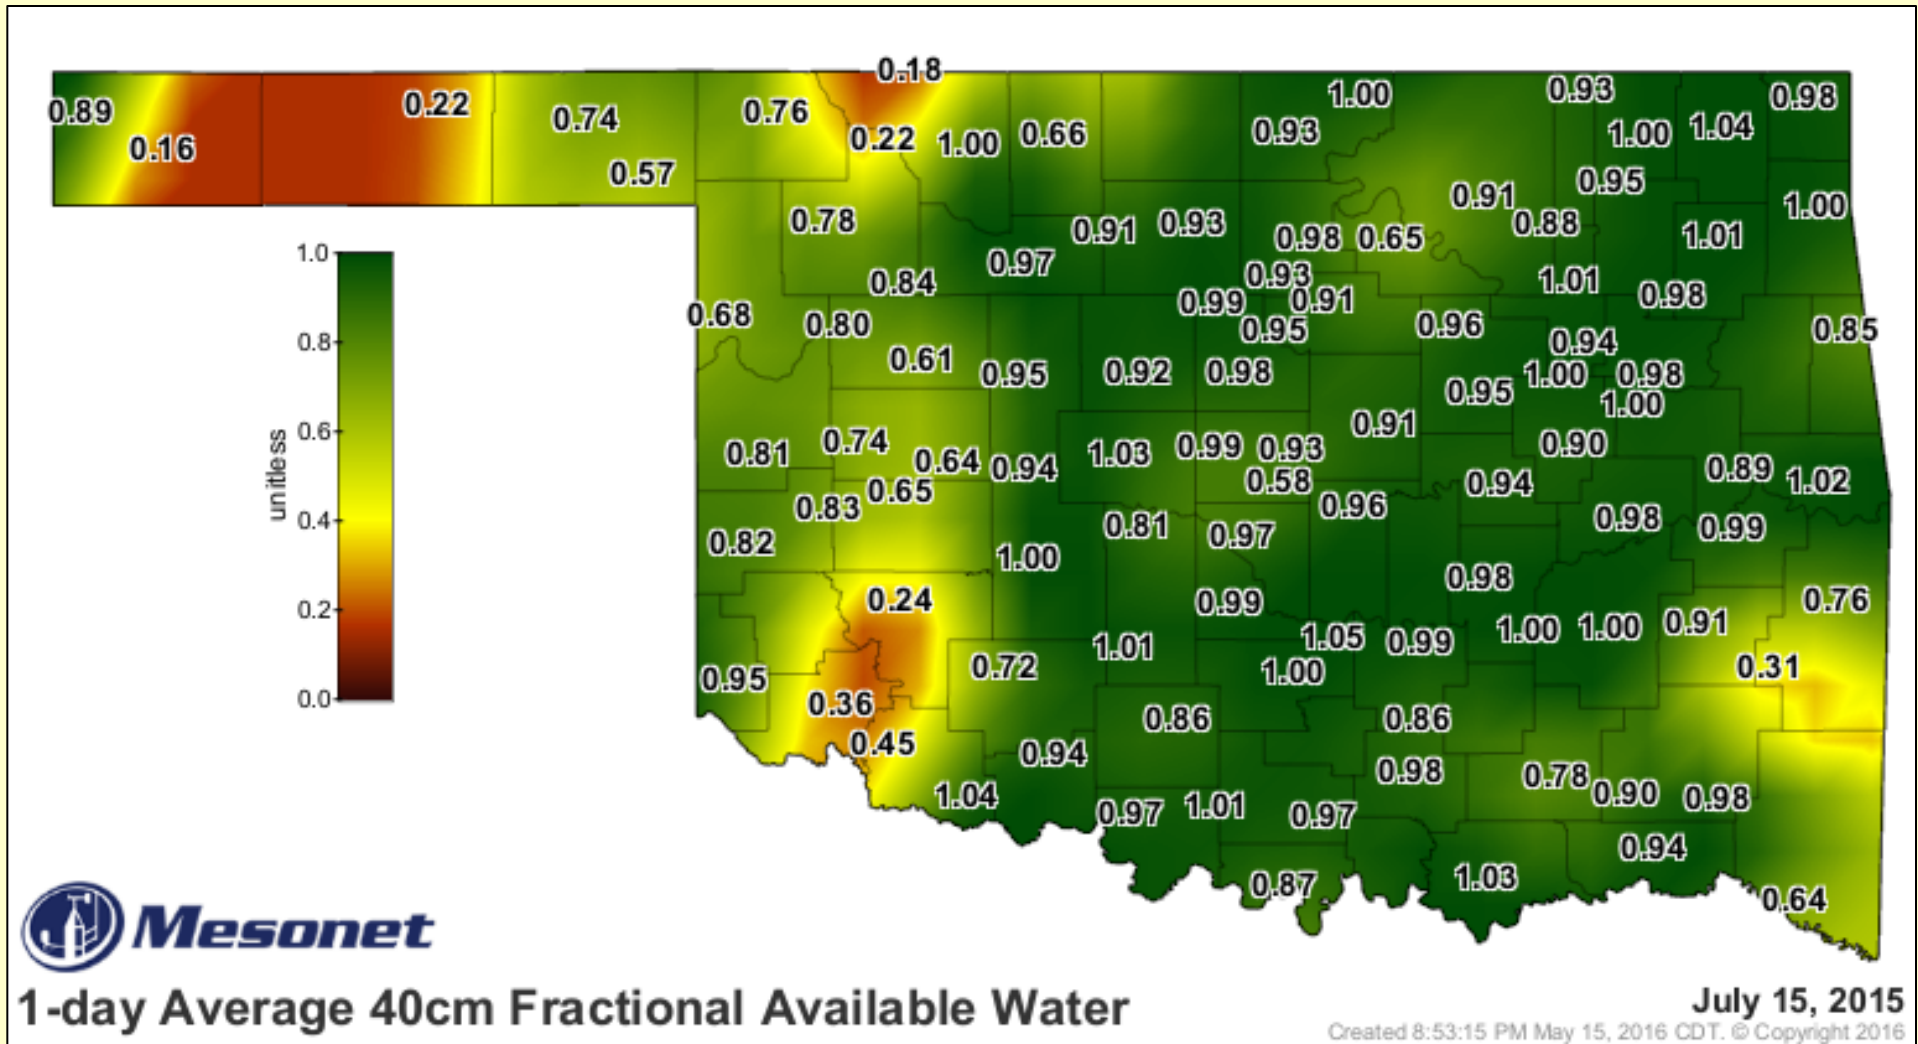 0.18
0.89 0.22 0.74 0.76 1.00 0.93 0.98
0.16 0.22 1.00 0.66 0.93 1.00 1.04
0.57 0.91 0.95
0.78 0.91 0.93 0.98 0.65 0.88 1.01 1.00
0.97 0.93 1.01
0.84 0.99 0.91 0.98
0.68 0.80 0.95 0.96 0.94 0.85
0.61 0.95 0.92 0.98 0.95 1.00 0.98
1.00
0.81 0.74 0.64 0.94 1.03 0.99 0.93 0.91 0.90 0.89 1.02
0.83 0.65 0.58 0.96 0.94
0.82 1.00 0.81 0.97 0.98 0.99
0.24 0.99 0.98 0.76
1.01 1.05 0.99 1.00 1.00 0.91
0.95 0.72 1.00 0.31
0.36 0.86 0.86
0.45 0.94 0.98 0.78 0.90 0.98
1.04 0.97 1.01 0.97
0.94
0.87 1.03 0.64
1.0
0.8
0.6
0.4
0.2
0.0
unitless
Mesonet
1-day Average 40cm Fractional Available Water
July 15, 2015
Created 8:53:15 PM May 15, 2016 CDT. © Copyright 2016